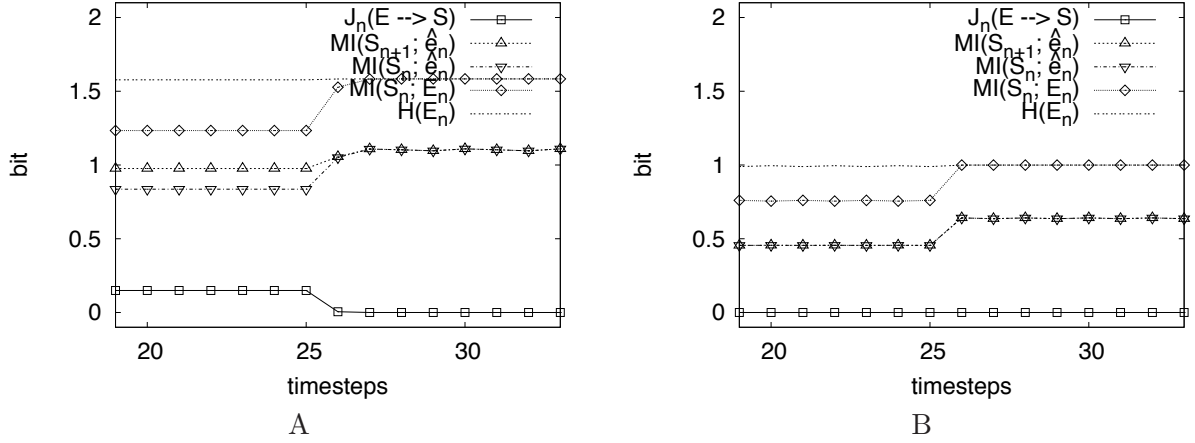 2
1.5
1
0.5
0
bit
20
25
30
timesteps
J_n(E --> S)
MI(S_{n+1}; ê_n)
MI(S_n; ê_n)
MI(S_n; E_n)
H(E_n)
A
2
1.5
1
0.5
0
bit
20
25
30
timesteps
J_n(E --> S)
MI(S_{n+1}; ê_n)
MI(S_n; ê_n)
MI(S_n; E_n)
H(E_n)
B